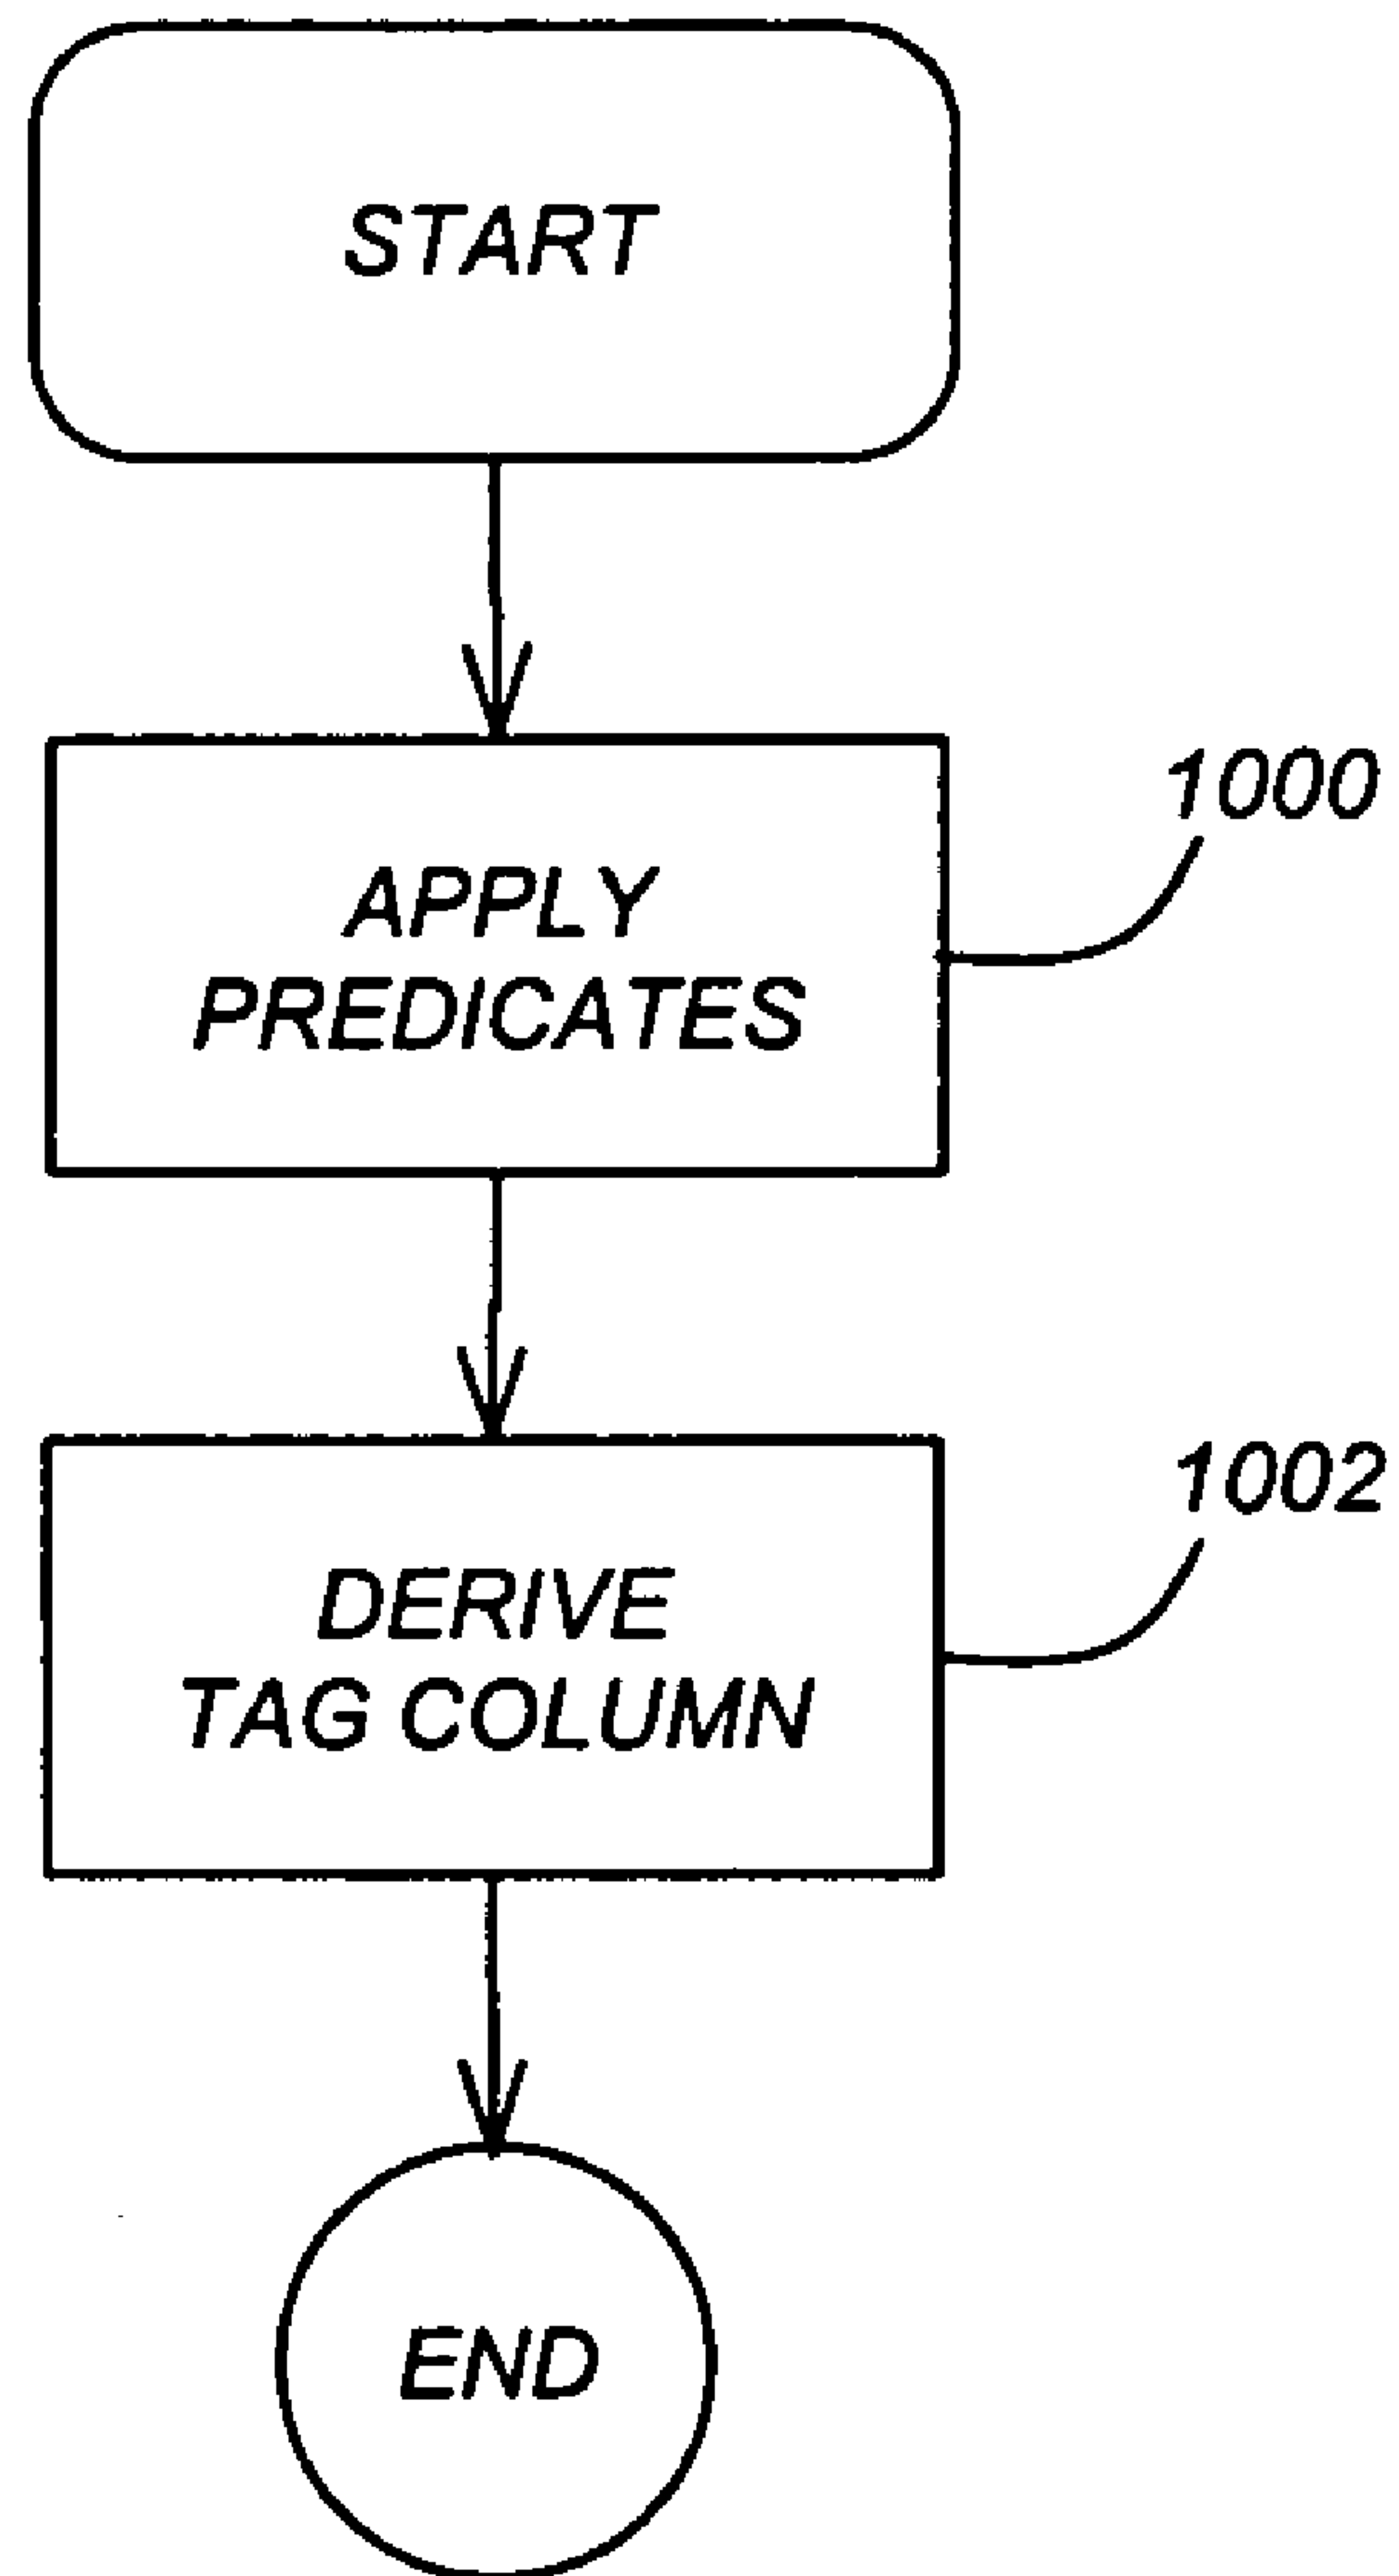 START
1000
APPLY
PREDICATES
1002
DERIVE
TAG COLUMN
END